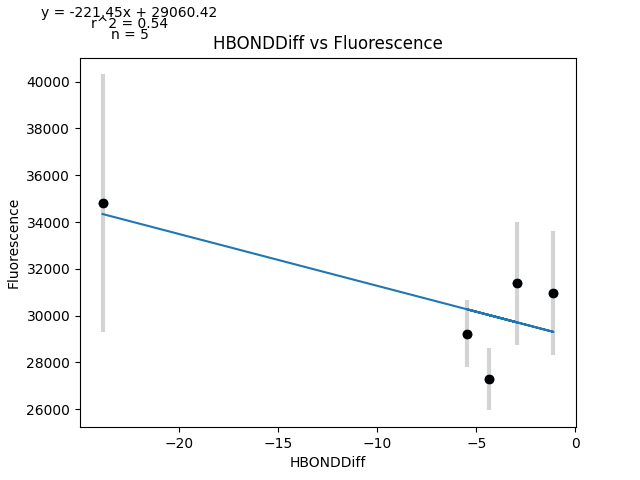 y = -221.45x + 29060.42
r^2 = 0.54
n = 5
HBONDDiff vs Fluorescence
40000
38000
36000
34000
32000
30000
28000
26000
Fluorescence
−20
−15
−10
−5
0
HBONDDiff